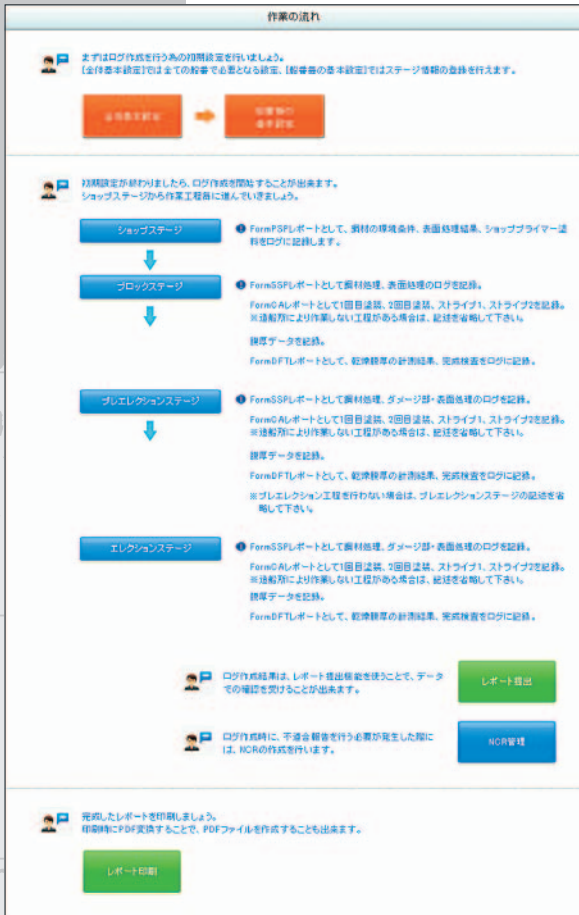 作業の流れ
まずはログ作成を行う為の初期設定を行いましょう。
[全体基本設定]では全ての船番で必要となる設定、[船番毎の基本設定]ではステージ情報の登録を行えます。
全体基本設定
船番毎の
基本設定
初期設定が終わりましたら、ログ作成を開始することが出来ます。
ショップステージから作業工程毎に進んでいきましょう。
ショップステージ
FormPSPレポートとして、鋼材の環境条件、表面処理結果、ショッププライマー塗
料をログに記録します。
ブロックステージ
FormSSPレポートとして鋼材処理、表面処理のログを記録。
FormCAレポートとして1回目塗装、2回目塗装、ストライプ1、ストライプ2を記録。
※造船所により作業しない工程がある場合は、記述を省略して下さい。
膜厚データを記録。
FormDFTレポートとして、乾燥膜厚の計測結果、完成検査をログに記録。
プレエレクションステージ
FormSSPレポートとして鋼材処理、ダメージ部・表面処理のログを記録。
FormCAレポートとして1回目塗装、2回目塗装、ストライプ1、ストライプ2を記録。
※造船所により作業しない工程がある場合は、記述を省略して下さい。
膜厚データを記録。
FormDFTレポートとして、乾燥膜厚の計測結果、完成検査をログに記録。
※プレエレクション工程を行わない場合は、プレエレクションステージの記述を省
略して下さい。
エレクションステージ
FormSSPレポートとして鋼材処理、ダメージ部・表面処理のログを記録。
FormCAレポートとして1回目塗装、2回目塗装、ストライプ1、ストライプ2を記録。
※造船所により作業しない工程がある場合は、記述を省略して下さい。
膜厚データを記録。
FormDFTレポートとして、乾燥膜厚の計測結果、完成検査をログに記録。
ログ作成結果は、レポート提出機能を使うことで、データ
での確認を受けることが出来ます。
レポート提出
ログ作成時に、不適合報告を行う必要が発生した際に
は、NCRの作成を行います。
NCR管理
完成したレポートを印刷しましょう。
印刷時にPDF変換することで、PDFファイルを作成することも出来ます。
レポート印刷